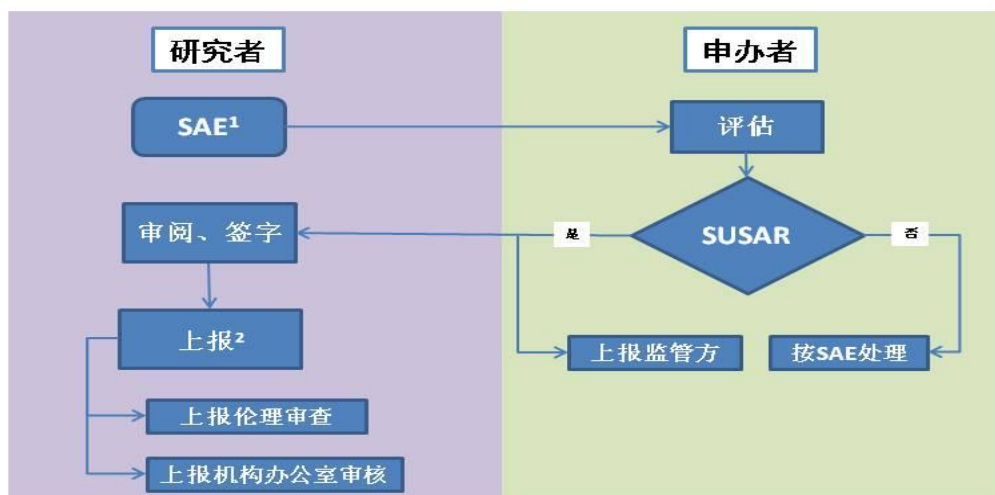 研究者
申办者
SAE¹
评估
审阅、签字
是
SUSAR
否
上报²
上报监管方
按SAE处理
上报伦理审查
上报机构办公室审核